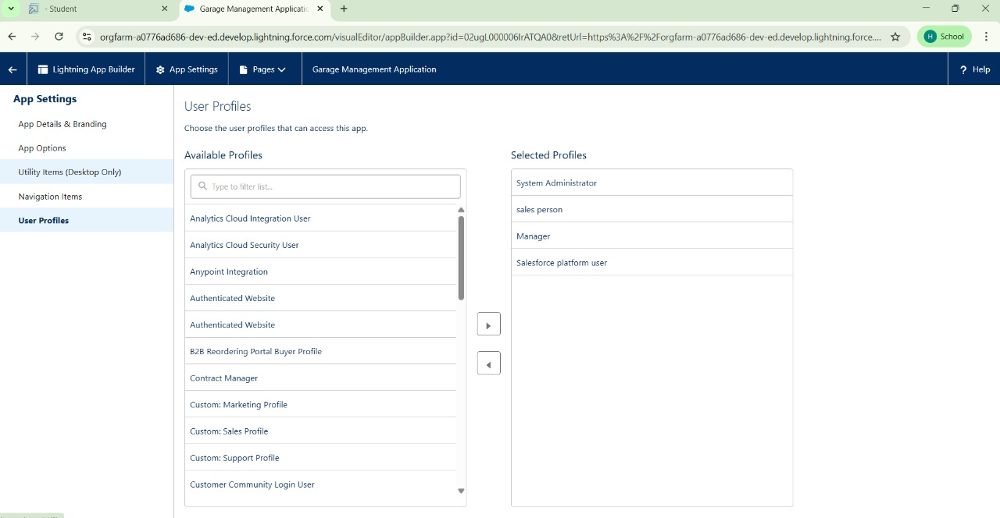 - Student
Garage Management Applicatio
orgfarm-a0776ad686-dev-ed.develop.lightning.force.com/visualEditor/appBuilder.app?id=02ugL000006IrATQA0&retUrl=https%3A%2F%2Forgfarm-a0776ad686-dev-ed.develop.lightning.force....
H School
Lightning App Builder
App Settings
Pages
Garage Management Application
? Help
App Settings
App Details & Branding
App Options
Utility Items (Desktop Only)
Navigation Items
User Profiles
User Profiles
Choose the user profiles that can access this app.
Available Profiles
Type to filter list...
Analytics Cloud Integration User
Analytics Cloud Security User
Anypoint Integration
Authenticated Website
Authenticated Website
B2B Reordering Portal Buyer Profile
Contract Manager
Custom: Marketing Profile
Custom: Sales Profile
Custom: Support Profile
Customer Community Login User
Selected Profiles
System Administrator
sales person
Manager
Salesforce platform user